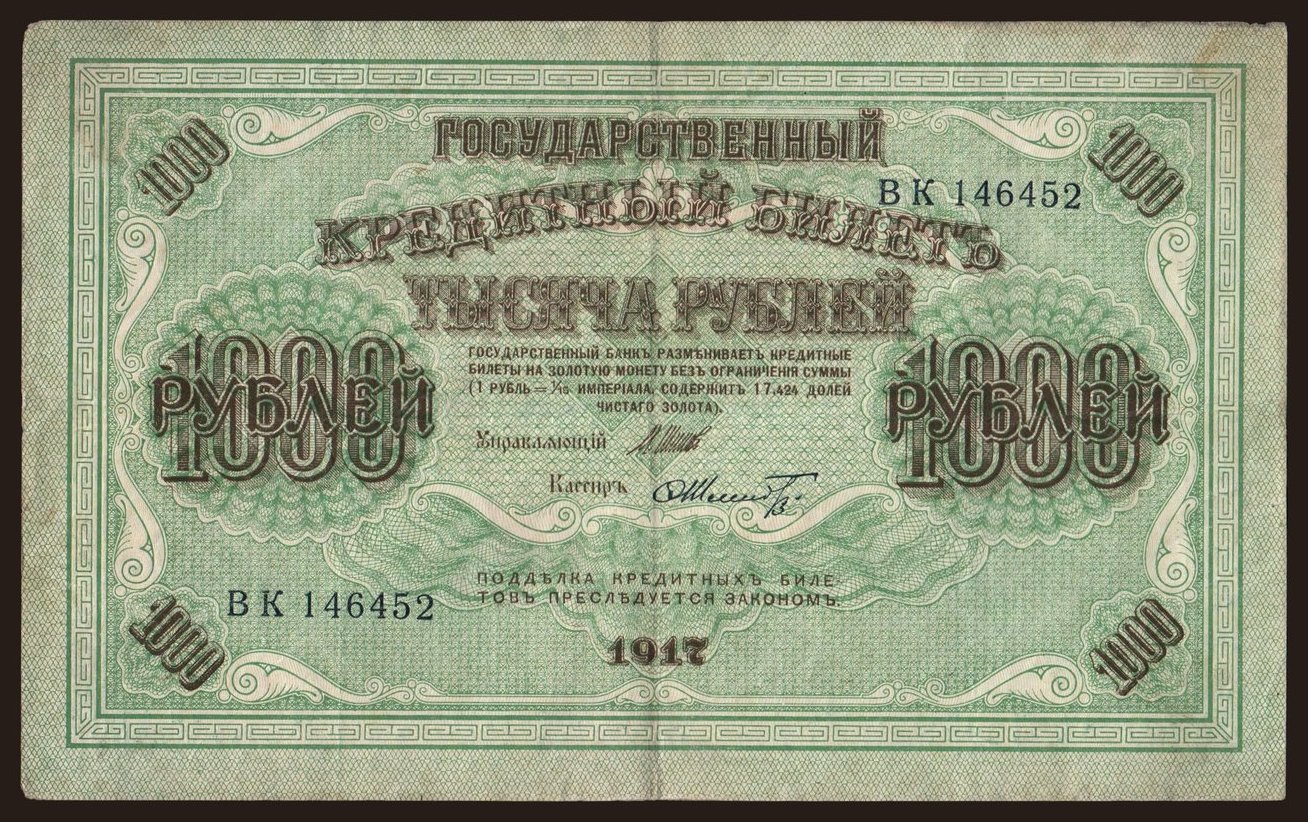 1000
1000
ГОСУДАРСТВЕННЫЙ
ВК 146452
КРЕДИТНЫЙ БИЛЕТЪ
ТЫСЯЧА РУБЛЕЙ
ГОСУДАРСТВЕННЫЙ БАНКЪ РАЗМѢНИВАЕТЪ КРЕДИТНЫЕ
БИЛЕТЫ НА ЗОЛОТУЮ МОНЕТУ БЕЗЪ ОГРАНИЧЕНІЯ СУММЫ
(1 РУБЛЬ = 1/15 ИМПЕРІАЛА, СОДЕРЖИТЪ 17,424 ДОЛЕЙ
ЧИСТАГО ЗОЛОТА).
1000
РУБЛЕЙ
1000
РУБЛЕЙ
Управляющій
Кассиръ
ПОДДѢЛКА КРЕДИТНЫХЪ БИЛЕ-
ТОВЪ ПРЕСЛѢДУЕТСЯ ЗАКОНОМЪ.
ВК 146452
1917
1000
1000